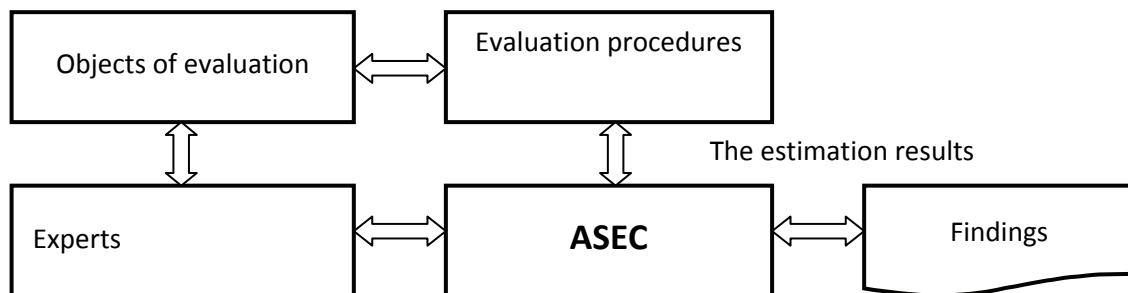 Objects of evaluation
Evaluation procedures
The estimation results
Experts
ASEC
Findings